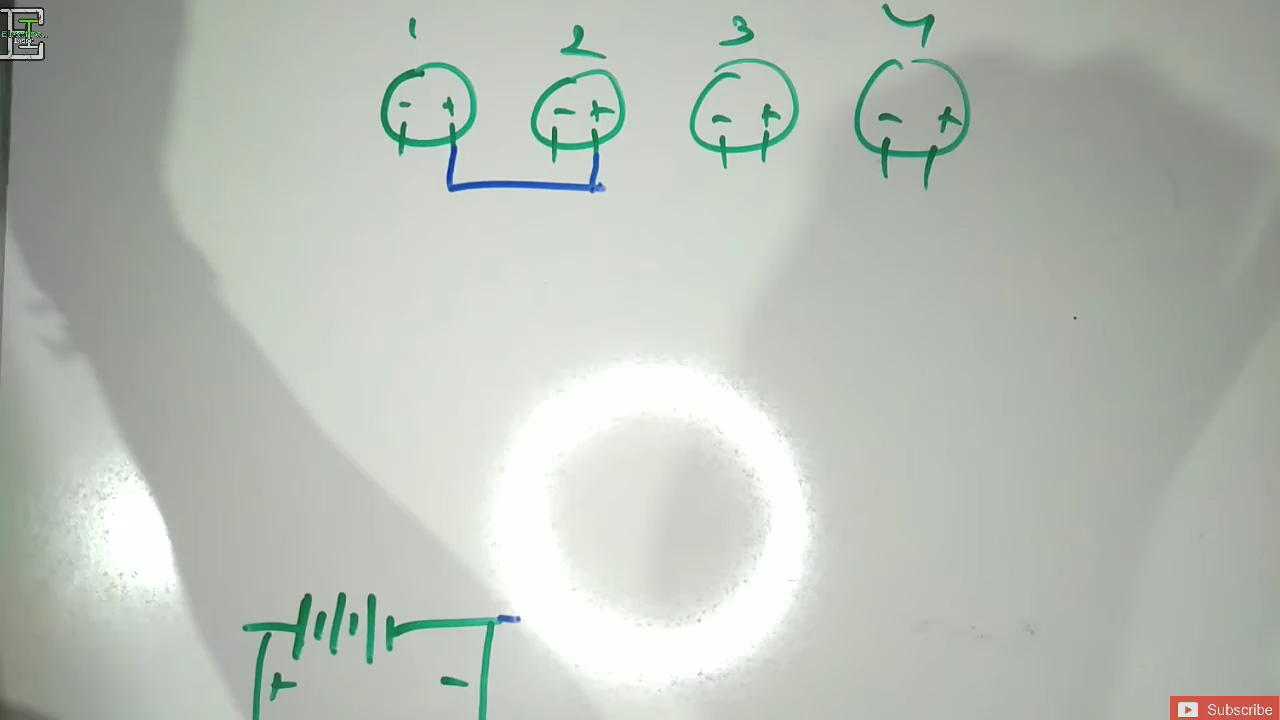 1 2 3 4
- + - + - + - +
+ -
Subscribe